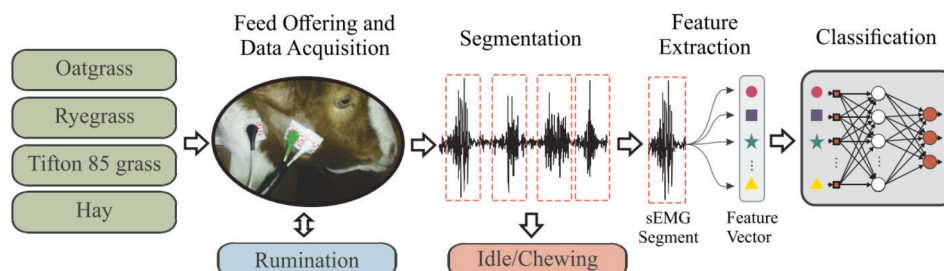 Feed Offering and
Data Acquisition
Segmentation
Feature
Extraction
Classification
Oatgrass
Ryegrass
Tifton 85 grass
Hay
sEMG
Segment
Feature
Vector
Rumination
Idle/Chewing